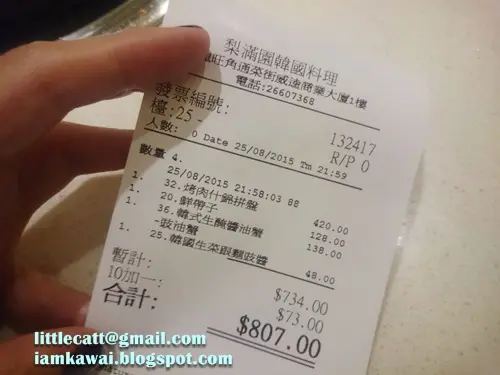 梨滿園韓國料理
旺角通菜街威達商業大厦1樓
電話:26607368
發票編號: 132417
檯:25 - R/P 0
人數: 0 Date 25/08/2015 Tm 21:59
數量 4.
25/08/2015 21:58:03 88
1. 32.烤肉什錦拼盤 420.00
1. 20.鮮帶子 128.00
1. 36.韓式生醃醬油蟹 138.00
-豉油蟹
1. 25.韓國生菜跟麵豉醬 48.00
暫計: $734.00
10加一: $73.00
合計: $807.00
littlecatt@gmail.com
iamkawai.blogspot.com